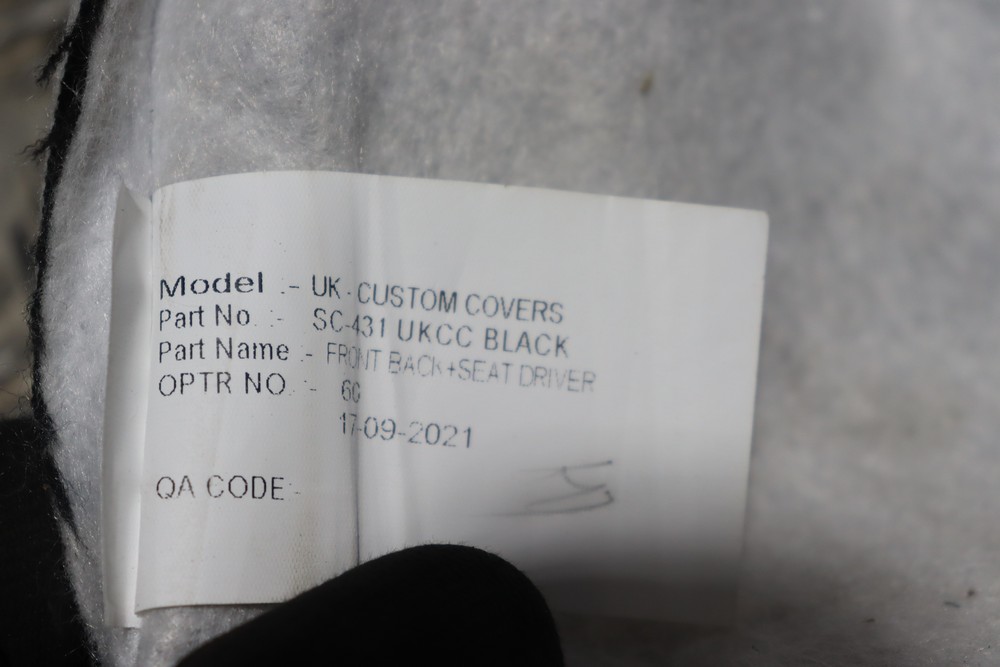 Model :- UK - CUSTOM COVERS
Part No. :- SC-431 UKCC BLACK
Part Name :- FRONT BACK+SEAT DRIVER
OPTR NO. :-
17-09-2021
QA CODE-